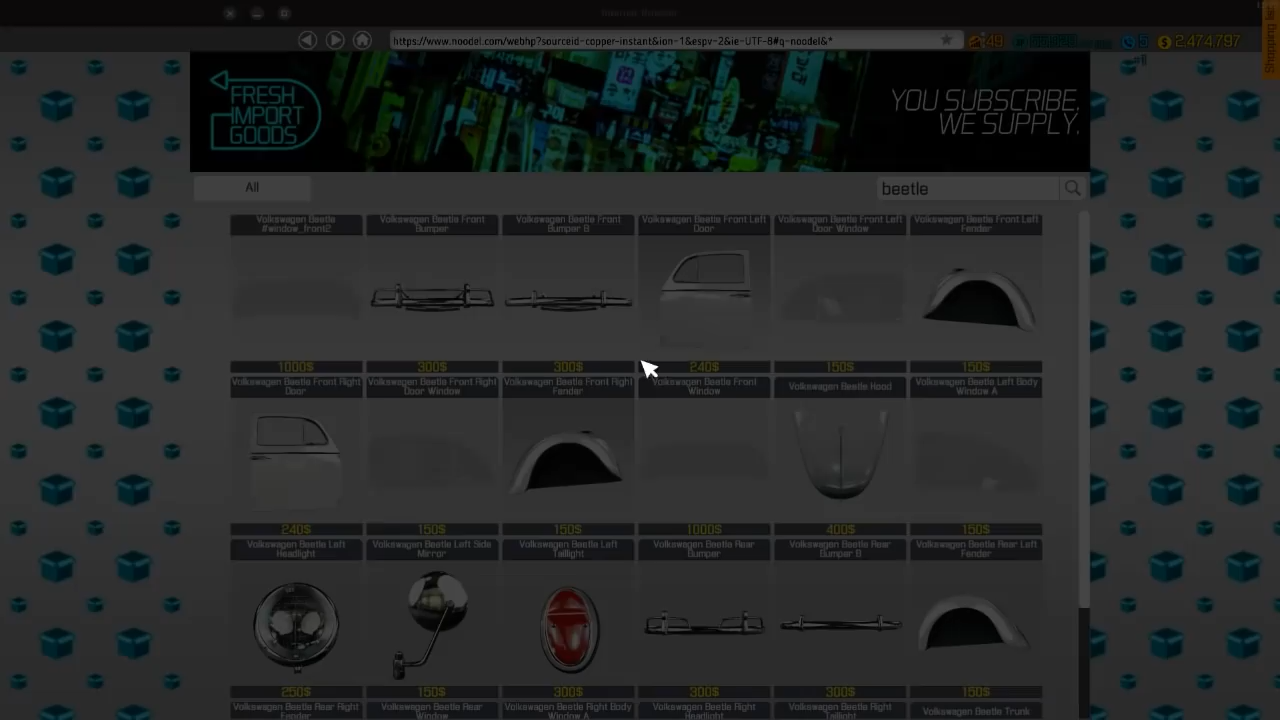 https://www.noodel.com/webhp?sourceid-copper-instant&ion-1&espv-2&ie-UTF-8#q-noodel&*
49
5
2,474,797
FRESH
IMPORT
GOODS
YOU SUBSCRIBE,
WE SUPPLY.
All
beetle
Volkswagen Beetle
#window_front2
Volkswagen Beetle Front
Bumper
Volkswagen Beetle Front
Bumper B
Volkswagen Beetle Front Left
Door
Volkswagen Beetle Front Left
Door Window
Volkswagen Beetle Front Left
Fender
1000$
300$
300$
240$
150$
150$
Volkswagen Beetle Front Right
Door
Volkswagen Beetle Front Right
Door Window
Volkswagen Beetle Front Right
Fender
Volkswagen Beetle Front
Window
Volkswagen Beetle Hood
Volkswagen Beetle Left Body
Window A
240$
150$
150$
1000$
400$
150$
Volkswagen Beetle Left
Headlight
Volkswagen Beetle Left Side
Mirror
Volkswagen Beetle Left
Taillight
Volkswagen Beetle Rear
Bumper
Volkswagen Beetle Rear
Bumper B
Volkswagen Beetle Rear Left
Fender
250$
150$
300$
300$
300$
150$
Volkswagen Beetle Rear Right
Fender
Volkswagen Beetle Rear
Window
Volkswagen Beetle Right Body
Window A
Volkswagen Beetle Right
Headlight
Volkswagen Beetle Right
Taillight
Volkswagen Beetle Trunk